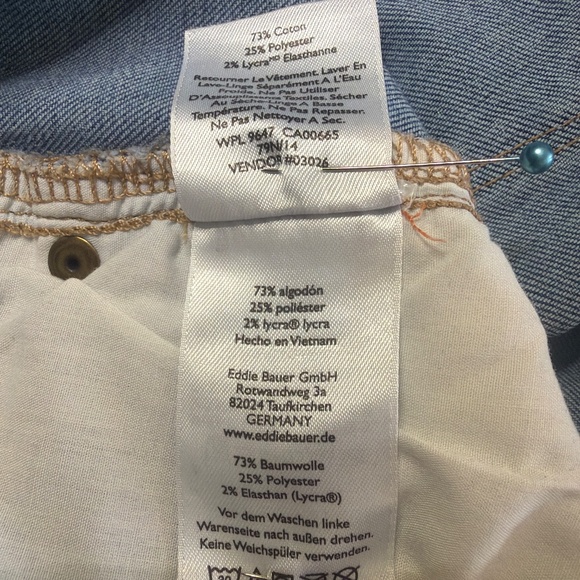 73% Coton
25% Polyester
2% Lycraᴹᴰ Elasthanne
Retourner Le Vêtement. Laver En
Lave-Linge Séparément A L'Eau
Froide. Ne Pas Utiliser
D'Assouplissants Textiles. Sécher
Au Sèche-Linge A Basse
Température. Ne Pas Repasser.
Ne Pas Nettoyer A Sec.
WPL 9647 CA00665
79N/14
VENDOR #03026
73% algodón
25% poliéster
2% lycra® lycra
Hecho en Vietnam
Eddie Bauer GmbH
Rotwandweg 3a
82024 Taufkirchen
GERMANY
www.eddiebauer.de
73% Baumwolle
25% Polyester
2% Elasthan (Lycra®)
Vor dem Waschen linke
Warenseite nach außen drehen.
Keine Weichspüler verwenden.